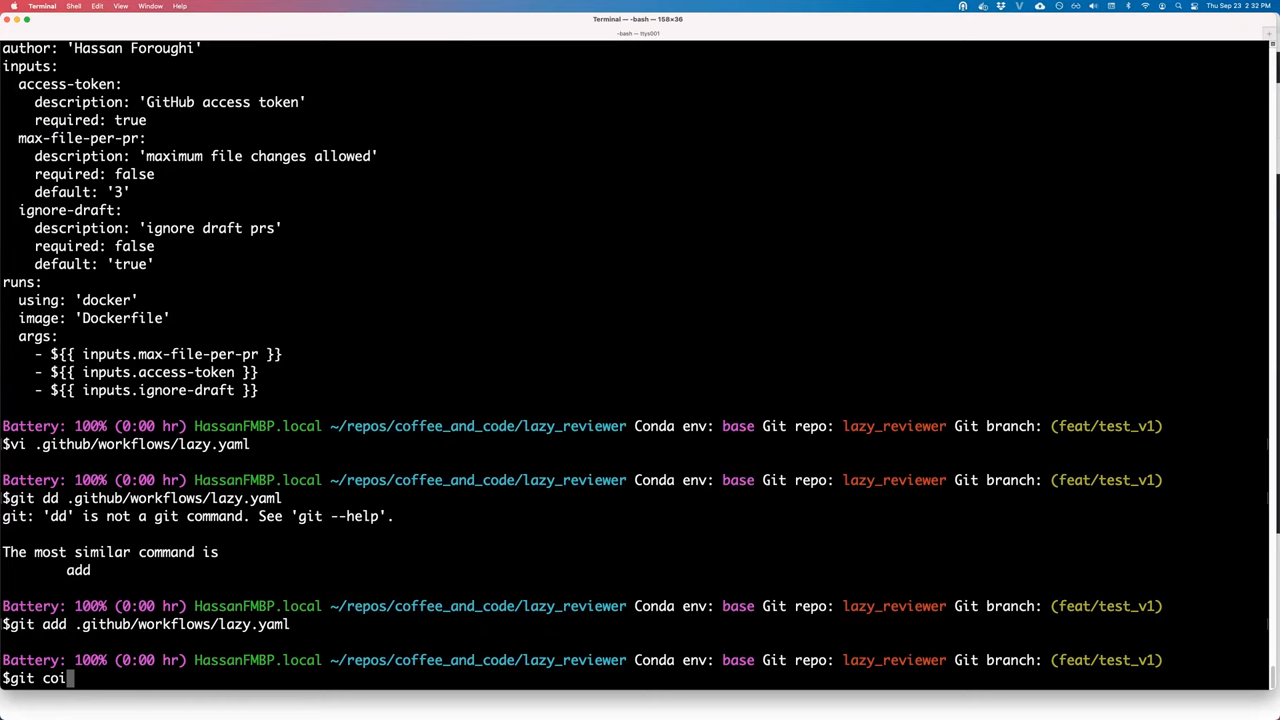 Terminal Shell Edit View Window Help Thu Sep 23 2:32 PM
Terminal — -bash — 158×36
-bash — ttys001
author: 'Hassan Foroughi'
inputs:
  access-token:
    description: 'GitHub access token'
    required: true
  max-file-per-pr:
    description: 'maximum file changes allowed'
    required: false
    default: '3'
  ignore-draft:
    description: 'ignore draft prs'
    required: false
    default: 'true'
runs:
  using: 'docker'
  image: 'Dockerfile'
  args:
    - ${{ inputs.max-file-per-pr }}
    - ${{ inputs.access-token }}
    - ${{ inputs.ignore-draft }}
Battery: 100% (0:00 hr) HassanFMBP.local ~/repos/coffee_and_code/lazy_reviewer Conda env: base Git repo: lazy_reviewer Git branch: (feat/test_v1)
$vi .github/workflows/lazy.yaml
Battery: 100% (0:00 hr) HassanFMBP.local ~/repos/coffee_and_code/lazy_reviewer Conda env: base Git repo: lazy_reviewer Git branch: (feat/test_v1)
$git dd .github/workflows/lazy.yaml
git: 'dd' is not a git command. See 'git --help'.
The most similar command is
        add
Battery: 100% (0:00 hr) HassanFMBP.local ~/repos/coffee_and_code/lazy_reviewer Conda env: base Git repo: lazy_reviewer Git branch: (feat/test_v1)
$git add .github/workflows/lazy.yaml
Battery: 100% (0:00 hr) HassanFMBP.local ~/repos/coffee_and_code/lazy_reviewer Conda env: base Git repo: lazy_reviewer Git branch: (feat/test_v1)
$git coi